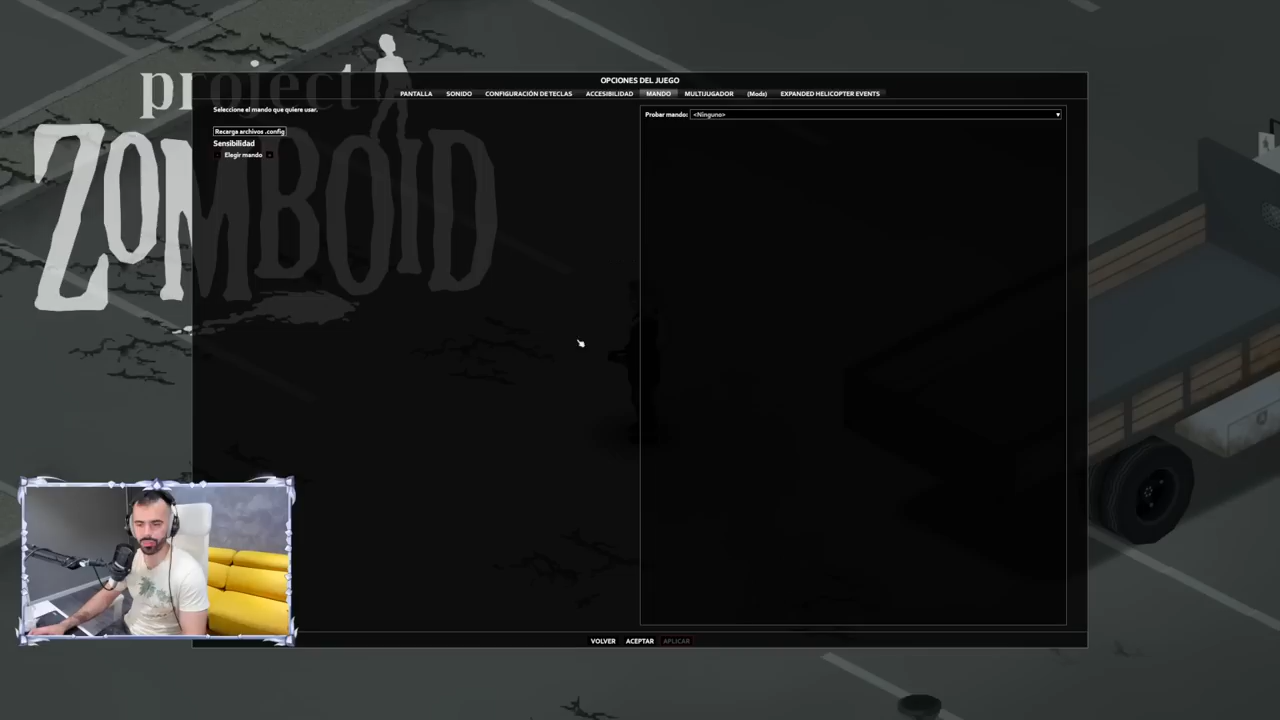 project
ZOMBOID
OPCIONES DEL JUEGO
PANTALLA SONIDO CONFIGURACIÓN DE TECLAS ACCESIBILIDAD MANDO MULTIJUGADOR (Mods) EXPANDED HELICOPTER EVENTS
Seleccione el mando que quiere usar.
Probar mando: <Ninguno>
Recarga archivos .config
Sensibilidad
Elegir mando
VOLVER ACEPTAR APLICAR